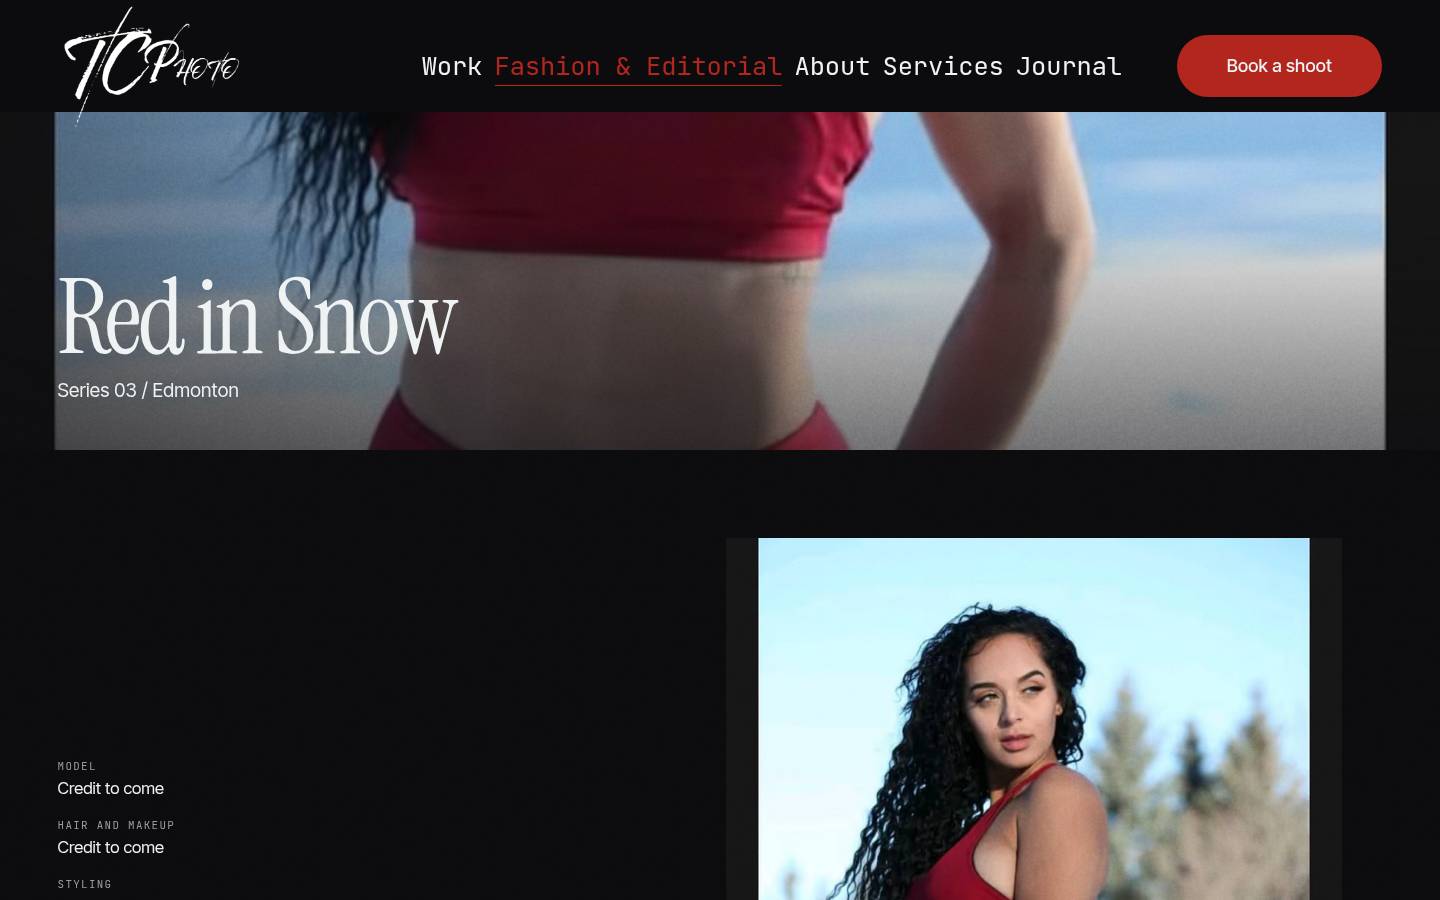 TCPHOTO
Work Fashion & Editorial About Services Journal
Book a shoot
Red in Snow
Series 03 / Edmonton
MODEL
Credit to come
HAIR AND MAKEUP
Credit to come
STYLING